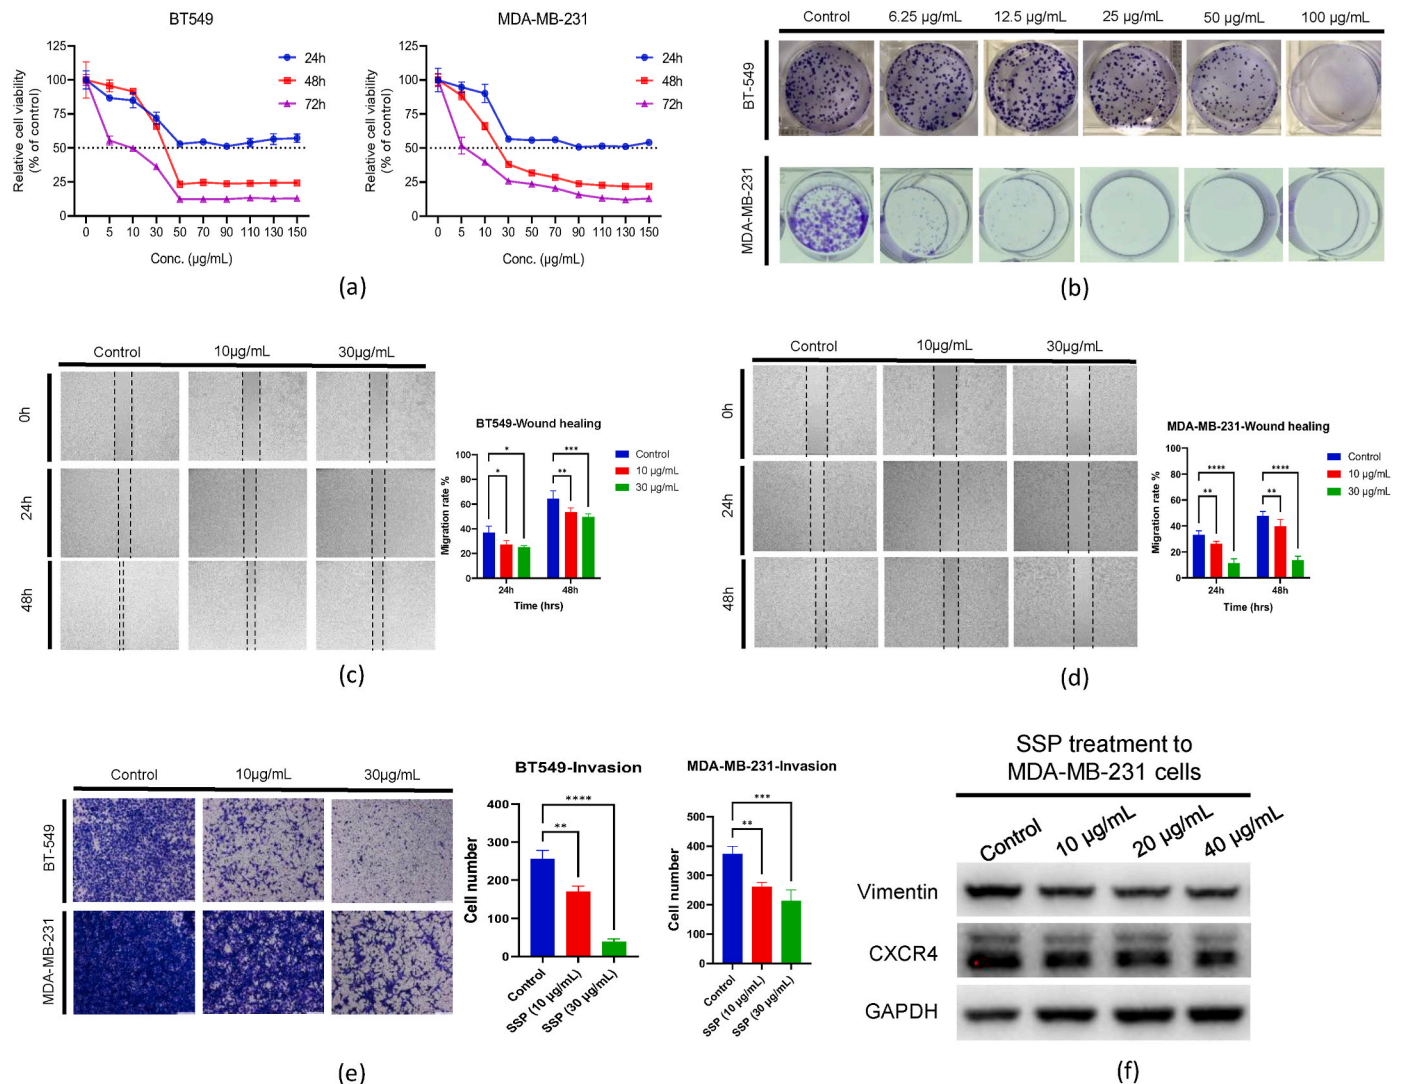 BT549
MDA-MB-231
Relative cell viability
(% of control)
125
100
75
50
25
0
24h
48h
72h
0 5 10 30 50 70 90 110 130 150
Conc. (µg/mL)
Relative cell viability
(% of control)
125
100
75
50
25
0
24h
48h
72h
0 5 10 30 50 70 90 110 130 150
Conc. (µg/mL)
(a)
Control 6.25 µg/mL 12.5 µg/mL 25 µg/mL 50 µg/mL 100 µg/mL
BT-549
MDA-MB-231
(b)
Control 10µg/mL 30µg/mL
0h
24h
48h
BT549-Wound healing
Migration rate %
100
80
60
40
20
0
* * ** ***
Control
10 µg/mL
30 µg/mL
24h 48h
Time (hrs)
(c)
Control 10µg/mL 30µg/mL
0h
24h
48h
MDA-MB-231-Wound healing
Migration rate %
100
80
60
40
20
0
**** ** **** **
Control
10 µg/mL
30 µg/mL
24h 48h
Time (hrs)
(d)
Control 10µg/mL 30µg/mL
BT-549
MDA-MB-231
BT549-Invasion
Cell number
400
300
200
100
0
****
**
Control
SSP (10 µg/mL)
SSP (30 µg/mL)
MDA-MB-231-Invasion
Cell number
500
400
300
200
100
0
***
**
Control
SSP (10 µg/mL)
SSP (30 µg/mL)
(e)
SSP treatment to
MDA-MB-231 cells
Control 10 µg/mL 20 µg/mL 40 µg/mL
Vimentin
CXCR4
GAPDH
(f)